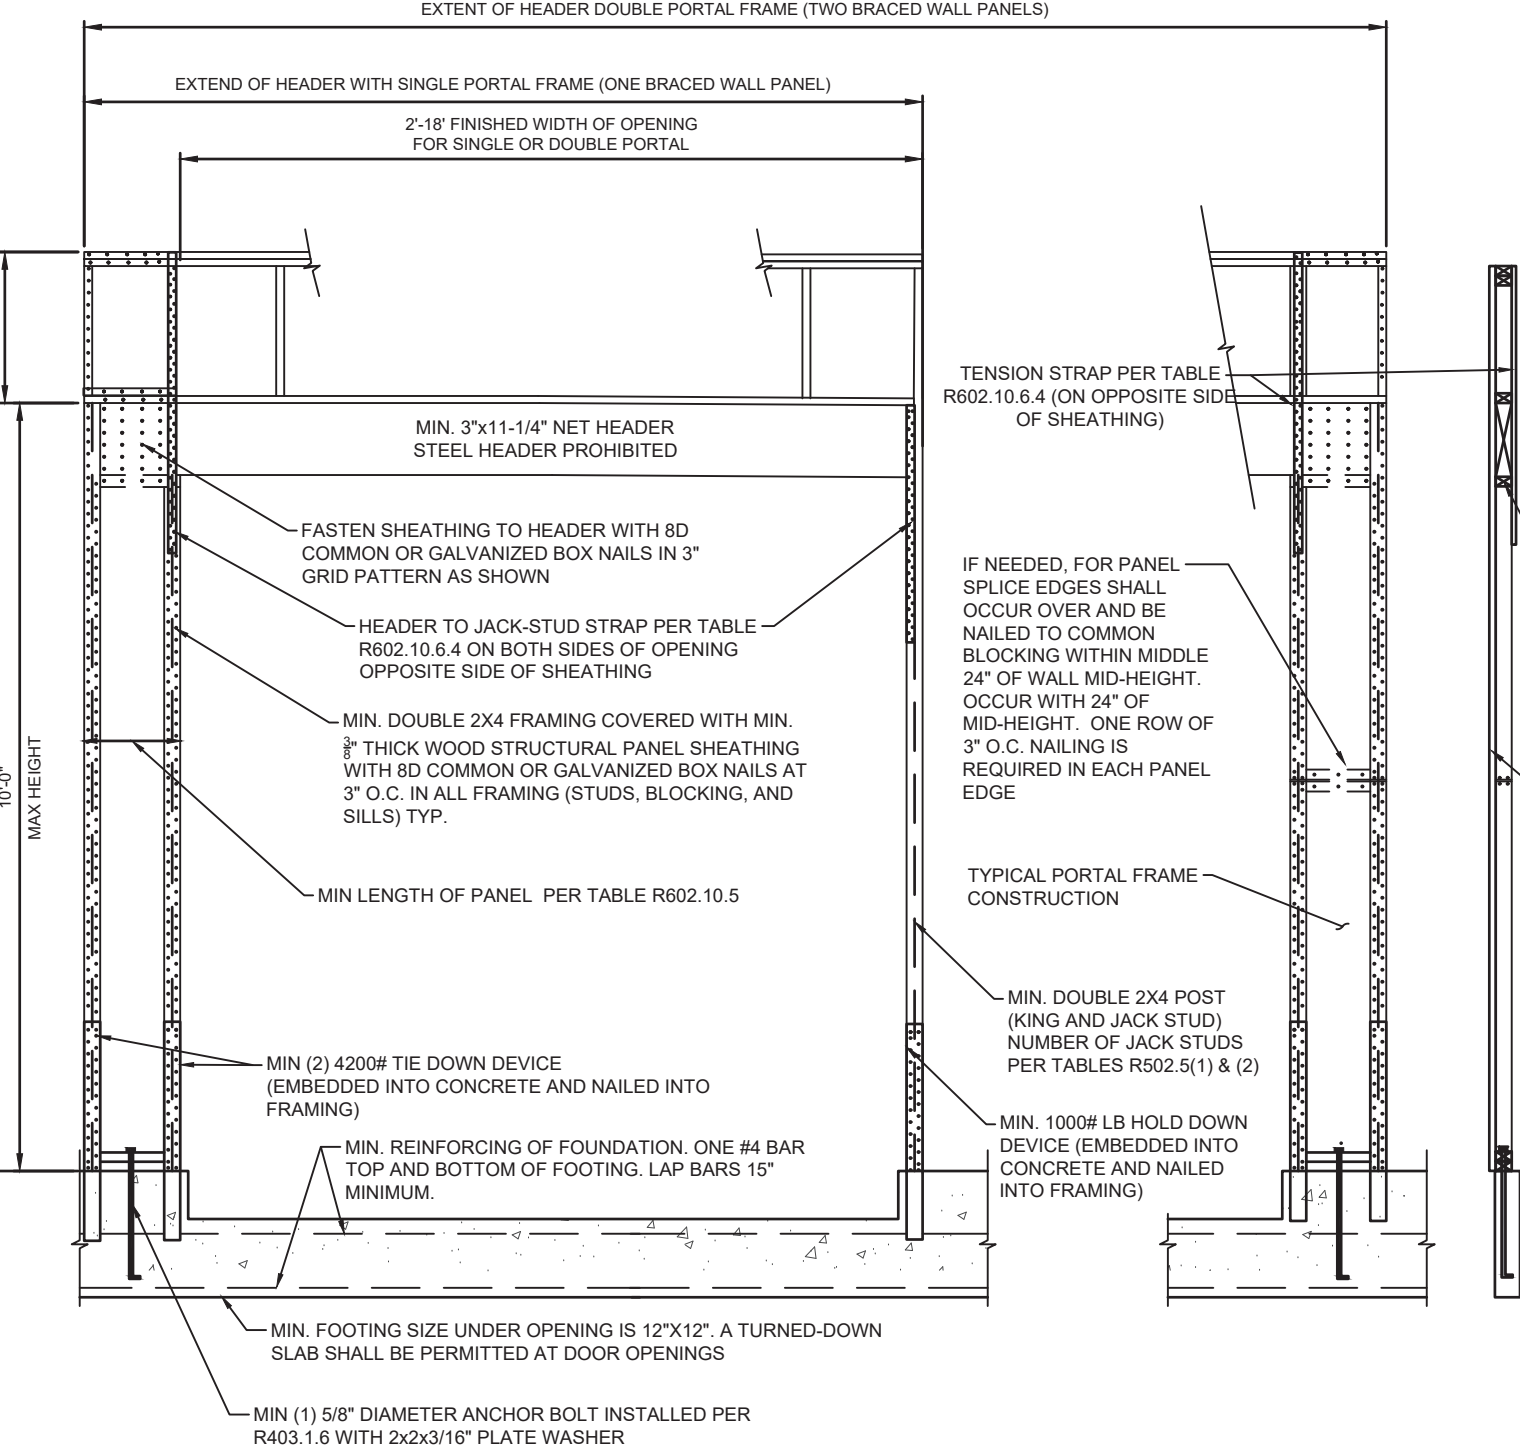 EXTENT OF HEADER DOUBLE PORTAL FRAME (TWO BRACED WALL PANELS)
EXTEND OF HEADER WITH SINGLE PORTAL FRAME (ONE BRACED WALL PANEL)
2'-18' FINISHED WIDTH OF OPENING
FOR SINGLE OR DOUBLE PORTAL
TENSION STRAP PER TABLE
R602.10.6.4 (ON OPPOSITE SIDE
OF SHEATHING)
MIN. 3"x11-1/4" NET HEADER
STEEL HEADER PROHIBITED
FASTEN SHEATHING TO HEADER WITH 8D
COMMON OR GALVANIZED BOX NAILS IN 3"
GRID PATTERN AS SHOWN
HEADER TO JACK-STUD STRAP PER TABLE
R602.10.6.4 ON BOTH SIDES OF OPENING
OPPOSITE SIDE OF SHEATHING
MIN. DOUBLE 2X4 FRAMING COVERED WITH MIN.
3/8" THICK WOOD STRUCTURAL PANEL SHEATHING
WITH 8D COMMON OR GALVANIZED BOX NAILS AT
3" O.C. IN ALL FRAMING (STUDS, BLOCKING, AND
SILLS) TYP.
IF NEEDED, FOR PANEL
SPLICE EDGES SHALL
OCCUR OVER AND BE
NAILED TO COMMON
BLOCKING WITHIN MIDDLE
24" OF WALL MID-HEIGHT.
OCCUR WITH 24" OF
MID-HEIGHT. ONE ROW OF
3" O.C. NAILING IS
REQUIRED IN EACH PANEL
EDGE
10'-0"
MAX HEIGHT
MIN LENGTH OF PANEL PER TABLE R602.10.5
TYPICAL PORTAL FRAME
CONSTRUCTION
MIN. DOUBLE 2X4 POST
(KING AND JACK STUD)
NUMBER OF JACK STUDS
PER TABLES R502.5(1) & (2)
MIN (2) 4200# TIE DOWN DEVICE
(EMBEDDED INTO CONCRETE AND NAILED INTO
FRAMING)
MIN. 1000# LB HOLD DOWN
DEVICE (EMBEDDED INTO
CONCRETE AND NAILED
INTO FRAMING)
MIN. REINFORCING OF FOUNDATION. ONE #4 BAR
TOP AND BOTTOM OF FOOTING. LAP BARS 15"
MINIMUM.
MIN. FOOTING SIZE UNDER OPENING IS 12"X12". A TURNED-DOWN
SLAB SHALL BE PERMITTED AT DOOR OPENINGS
MIN (1) 5/8" DIAMETER ANCHOR BOLT INSTALLED PER
R403.1.6 WITH 2x2x3/16" PLATE WASHER